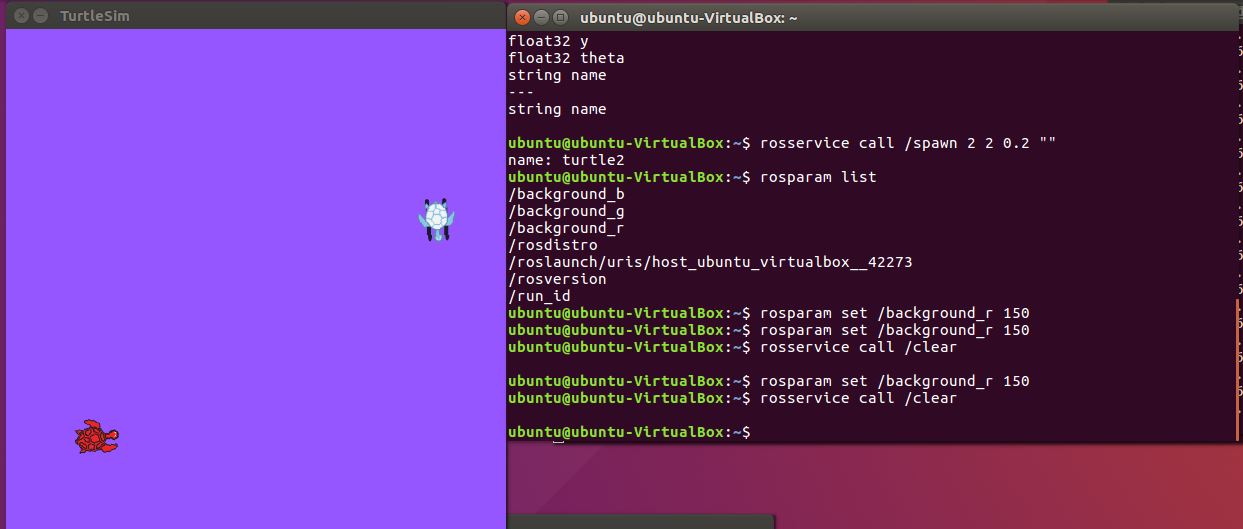 TurtleSim
ubuntu@ubuntu-VirtualBox: ~
float32 y
float32 theta
string name
---
string name
ubuntu@ubuntu-VirtualBox:~$ rosservice call /spawn 2 2 0.2 ""
name: turtle2
ubuntu@ubuntu-VirtualBox:~$ rosparam list
/background_b
/background_g
/background_r
/rosdistro
/roslaunch/uris/host_ubuntu_virtualbox__42273
/rosversion
/run_id
ubuntu@ubuntu-VirtualBox:~$ rosparam set /background_r 150
ubuntu@ubuntu-VirtualBox:~$ rosparam set /background_r 150
ubuntu@ubuntu-VirtualBox:~$ rosservice call /clear
ubuntu@ubuntu-VirtualBox:~$ rosparam set /background_r 150
ubuntu@ubuntu-VirtualBox:~$ rosservice call /clear
ubuntu@ubuntu-VirtualBox:~$